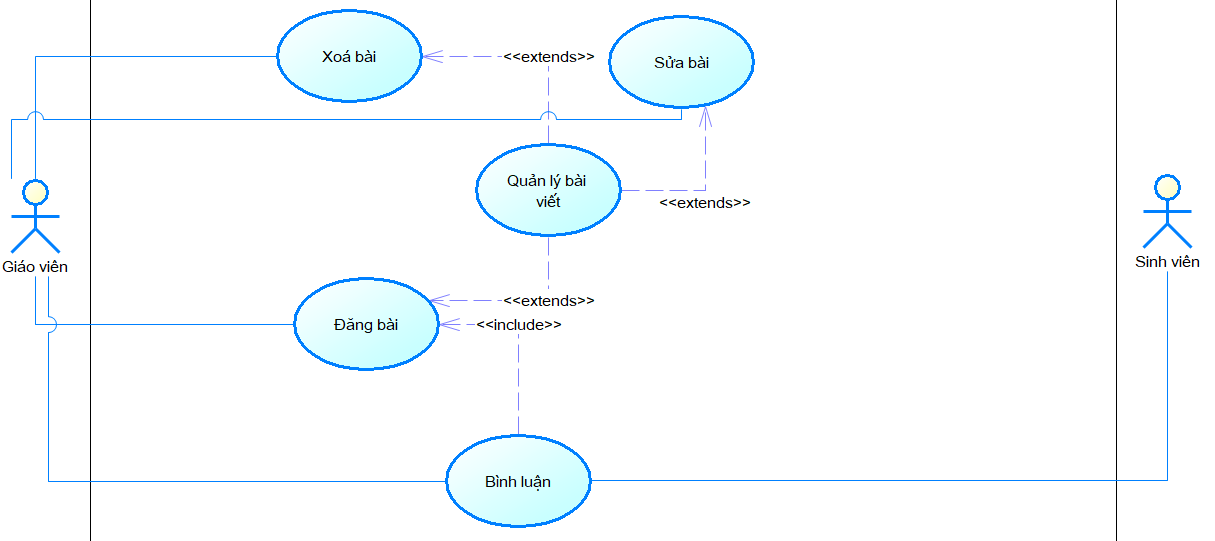 Xoá bài
<<extends>>
Sửa bài
Quản lý bài
viết
<<extends>>
Giáo viên
Sinh viên
<<extends>>
Đăng bài
<<include>>
Bình luận